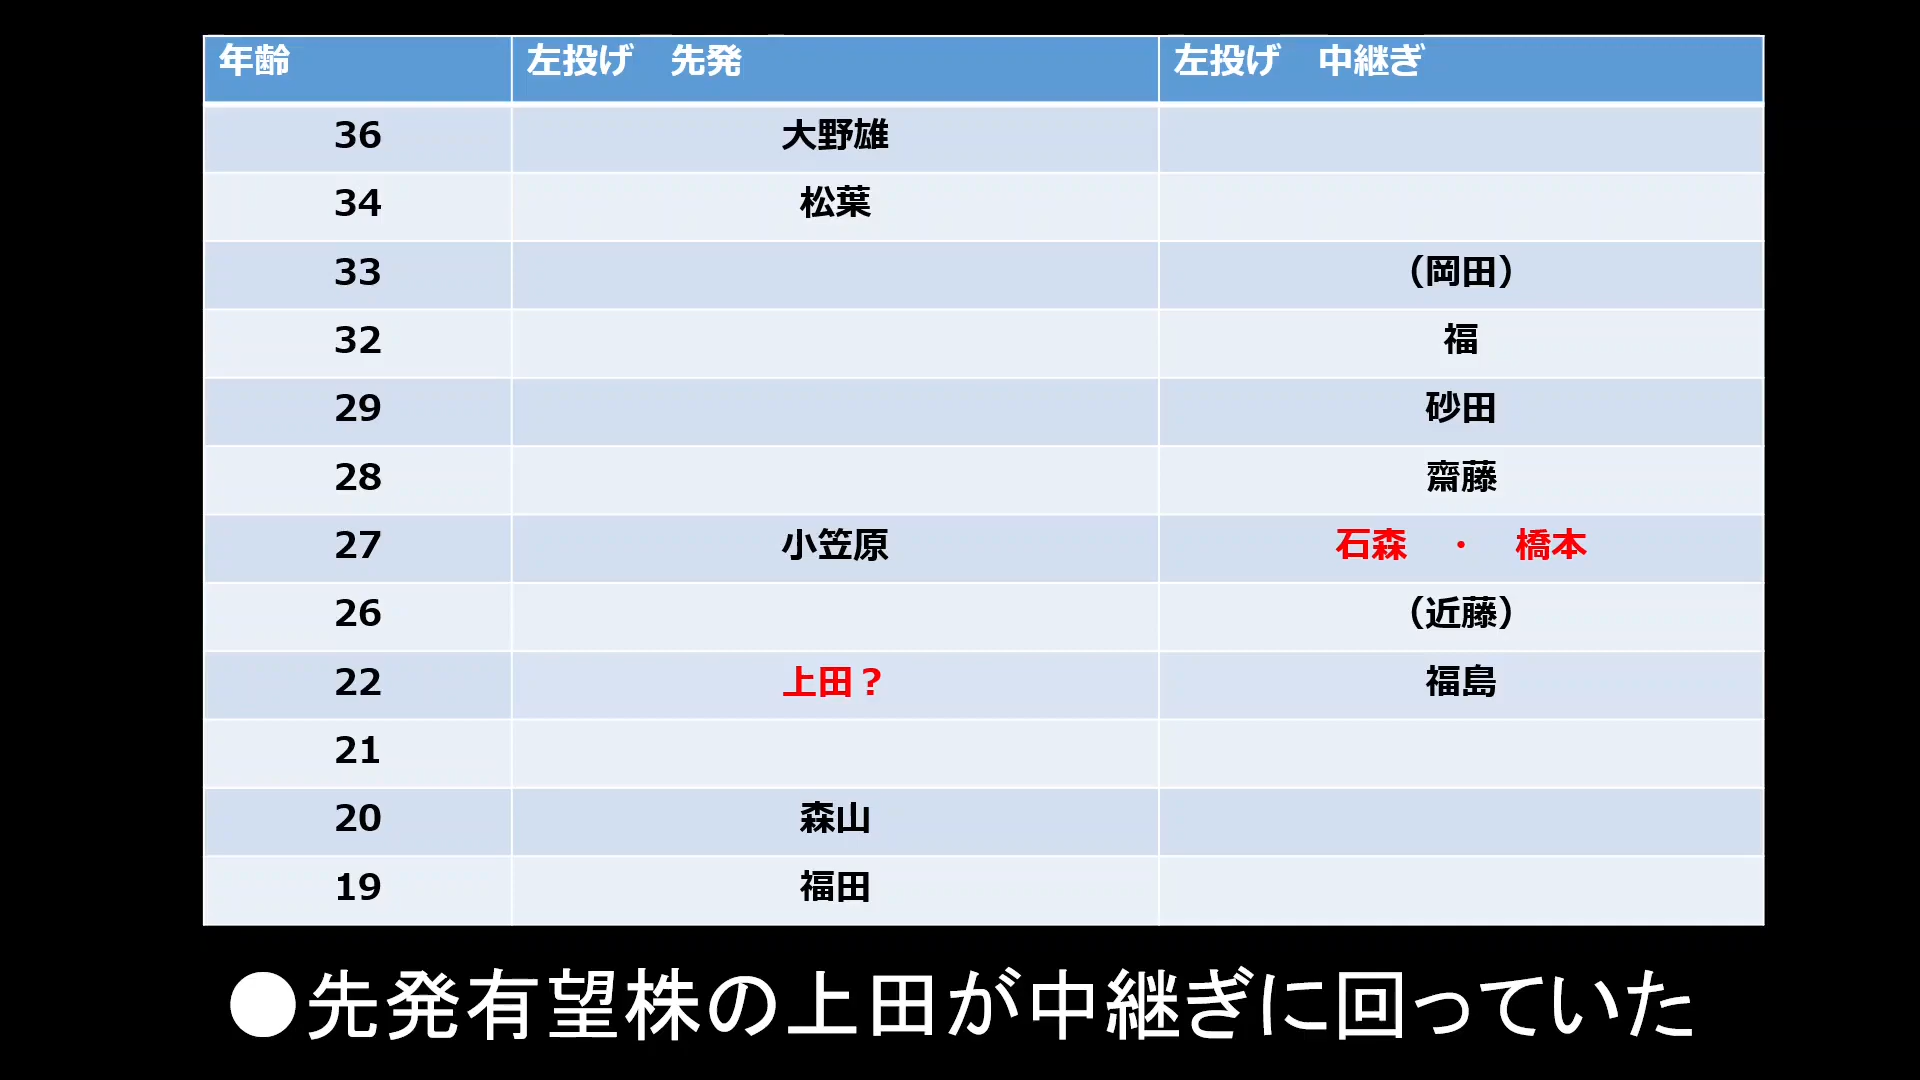 年齢 左投げ　先発 左投げ　中継ぎ
36 大野雄
34 松葉
33 （岡田）
32 福
29 砂田
28 齋藤
27 小笠原 石森　・　橋本
26 （近藤）
22 上田？ 福島
21
20 森山
19 福田
●先発有望株の上田が中継ぎに回っていた